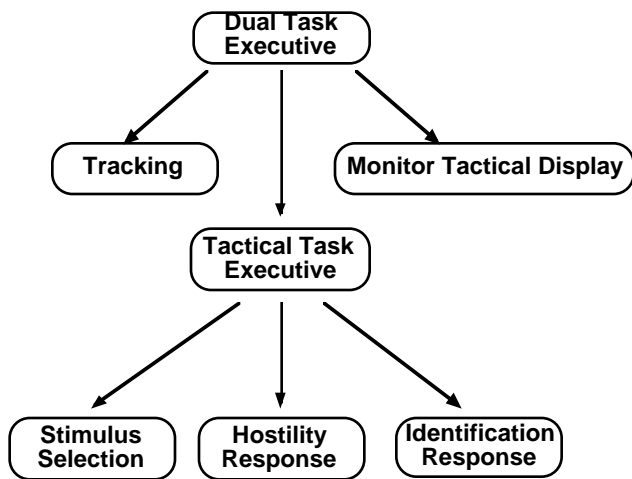 Dual Task
Executive
Tracking
Monitor Tactical Display
Tactical Task
Executive
Stimulus
Selection
Hostility
Response
Identification
Response